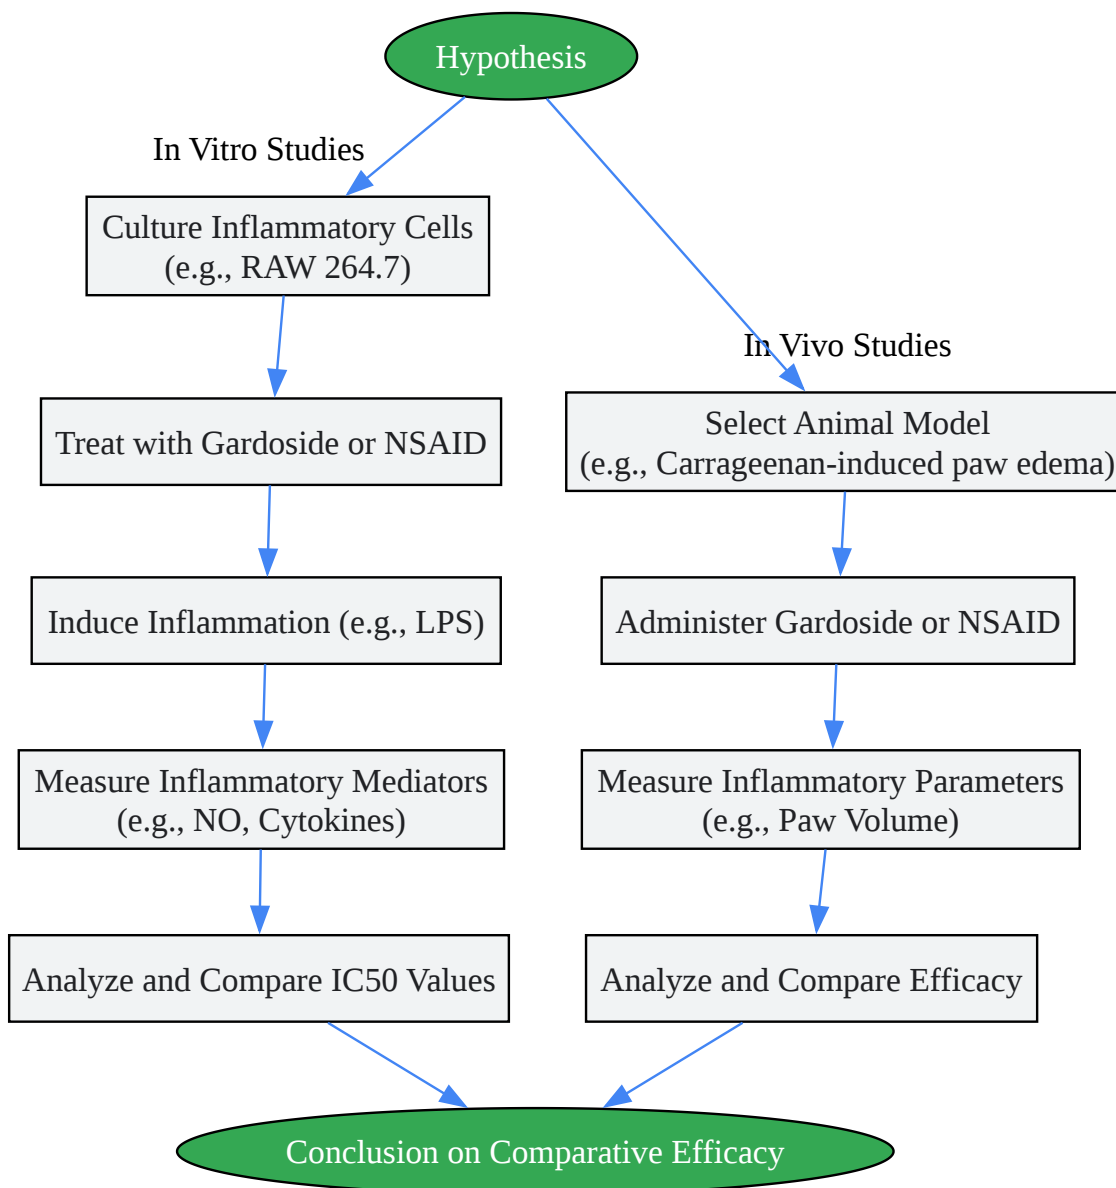 Hypothesis
In Vitro Studies
Culture Inflammatory Cells
(e.g., RAW 264.7)
Treat with Gardoside or NSAID
Induce Inflammation (e.g., LPS)
Measure Inflammatory Mediators
(e.g., NO, Cytokines)
Analyze and Compare IC50 Values
In Vivo Studies
Select Animal Model
(e.g., Carrageenan-induced paw edema)
Administer Gardoside or NSAID
Measure Inflammatory Parameters
(e.g., Paw Volume)
Analyze and Compare Efficacy
Conclusion on Comparative Efficacy